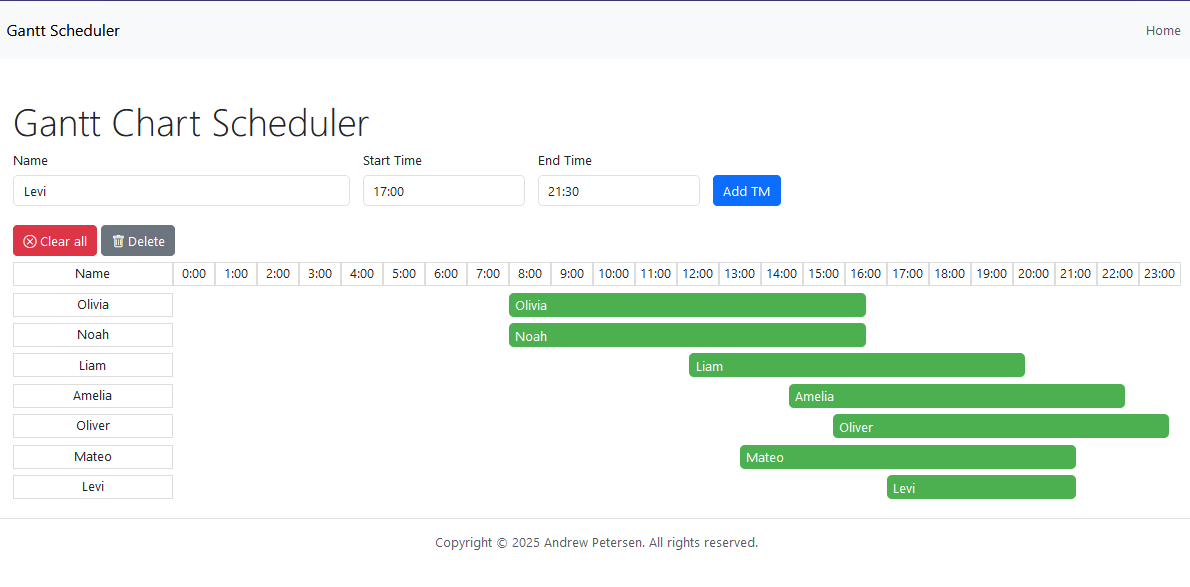 Gantt Scheduler Home
Gantt Chart Scheduler
Name Start Time End Time
Levi 17:00 21:30 Add TM
Clear all Delete
Name 0:00 1:00 2:00 3:00 4:00 5:00 6:00 7:00 8:00 9:00 10:00 11:00 12:00 13:00 14:00 15:00 16:00 17:00 18:00 19:00 20:00 21:00 22:00 23:00
Olivia Olivia
Noah Noah
Liam Liam
Amelia Amelia
Oliver Oliver
Mateo Mateo
Levi Levi
Copyright © 2025 Andrew Petersen. All rights reserved.